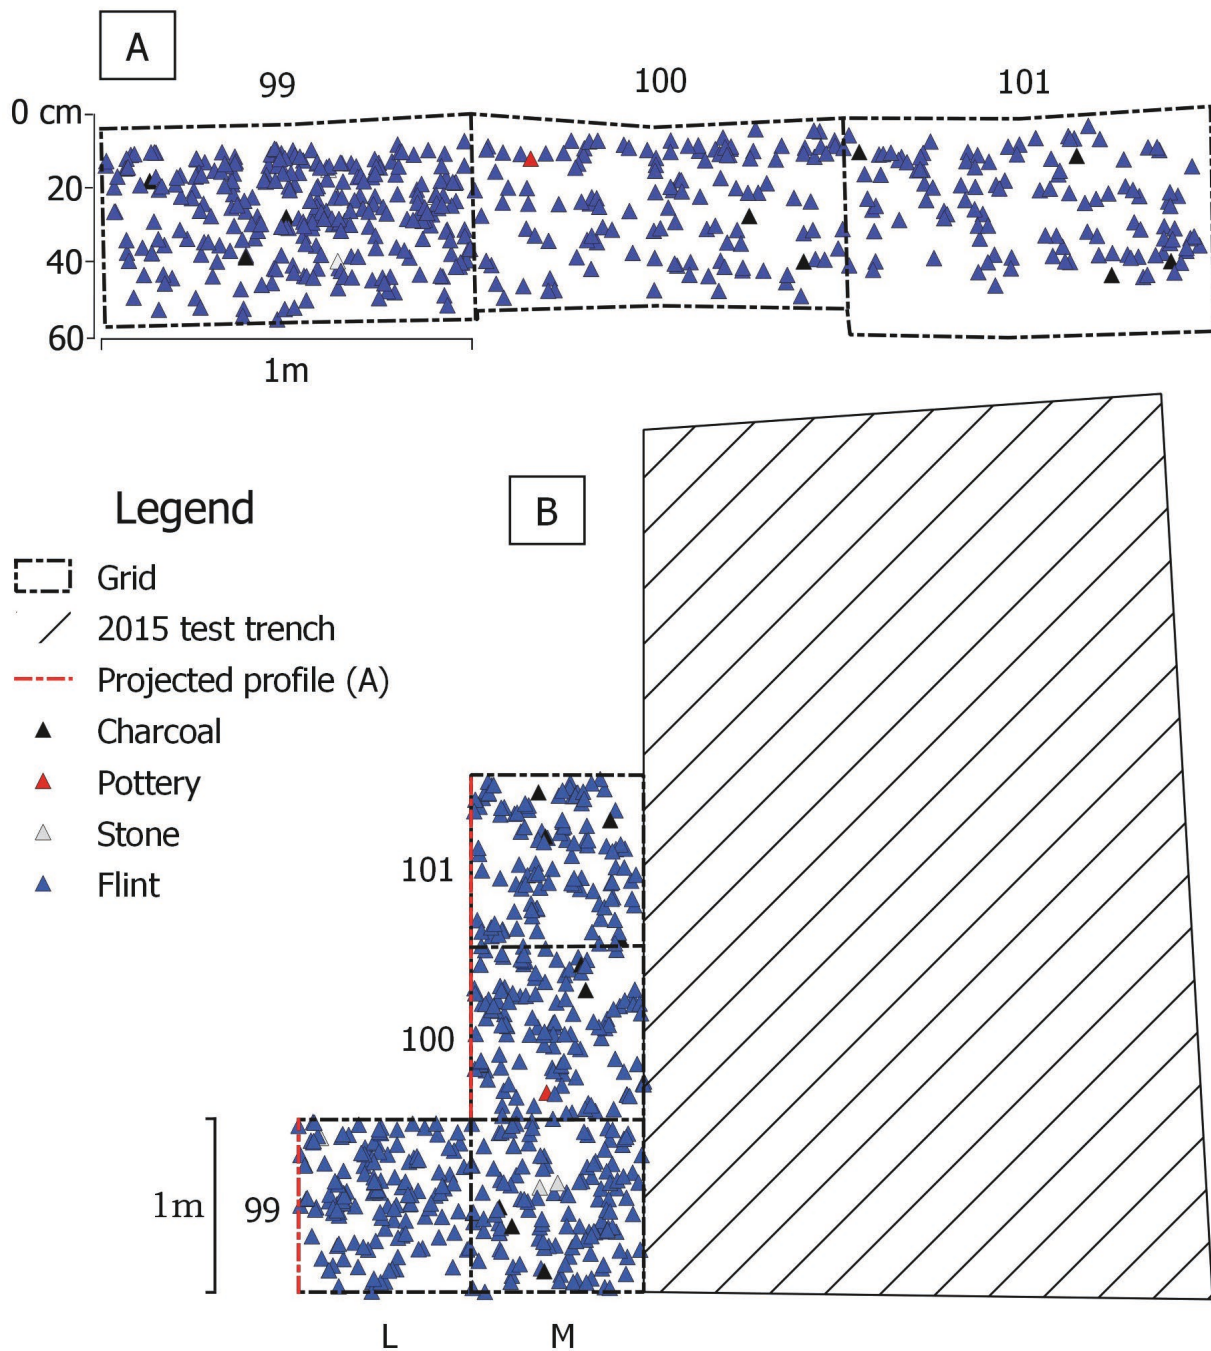 A
99 100 101
0 cm
20
40
60
1m
B
Legend
Grid
2015 test trench
Projected profile (A)
Charcoal
Pottery
Stone
Flint
101
100
1m 99
L M